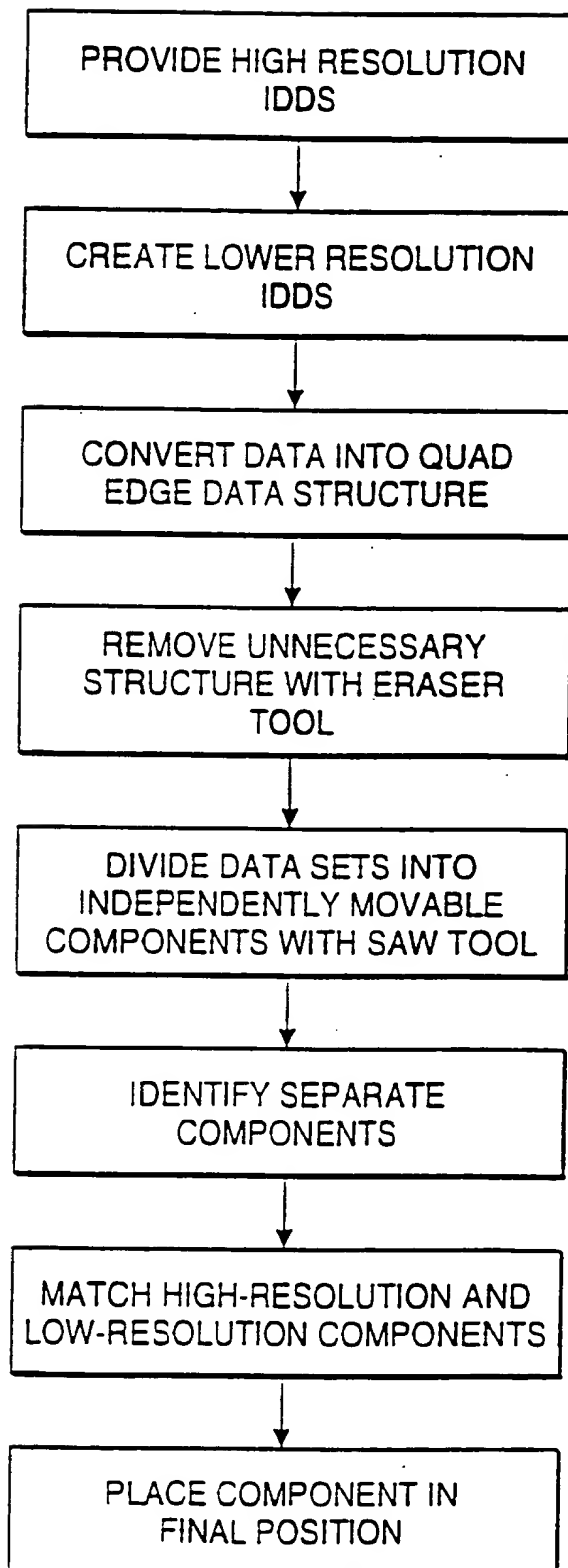 PROVIDE HIGH RESOLUTION
IDDS
CREATE LOWER RESOLUTION
IDDS
CONVERT DATA INTO QUAD
EDGE DATA STRUCTURE
REMOVE UNNECESSARY
STRUCTURE WITH ERASER
TOOL
DIVIDE DATA SETS INTO
INDEPENDENTLY MOVABLE
COMPONENTS WITH SAW TOOL
IDENTIFY SEPARATE
COMPONENTS
MATCH HIGH-RESOLUTION AND
LOW-RESOLUTION COMPONENTS
PLACE COMPONENT IN
FINAL POSITION